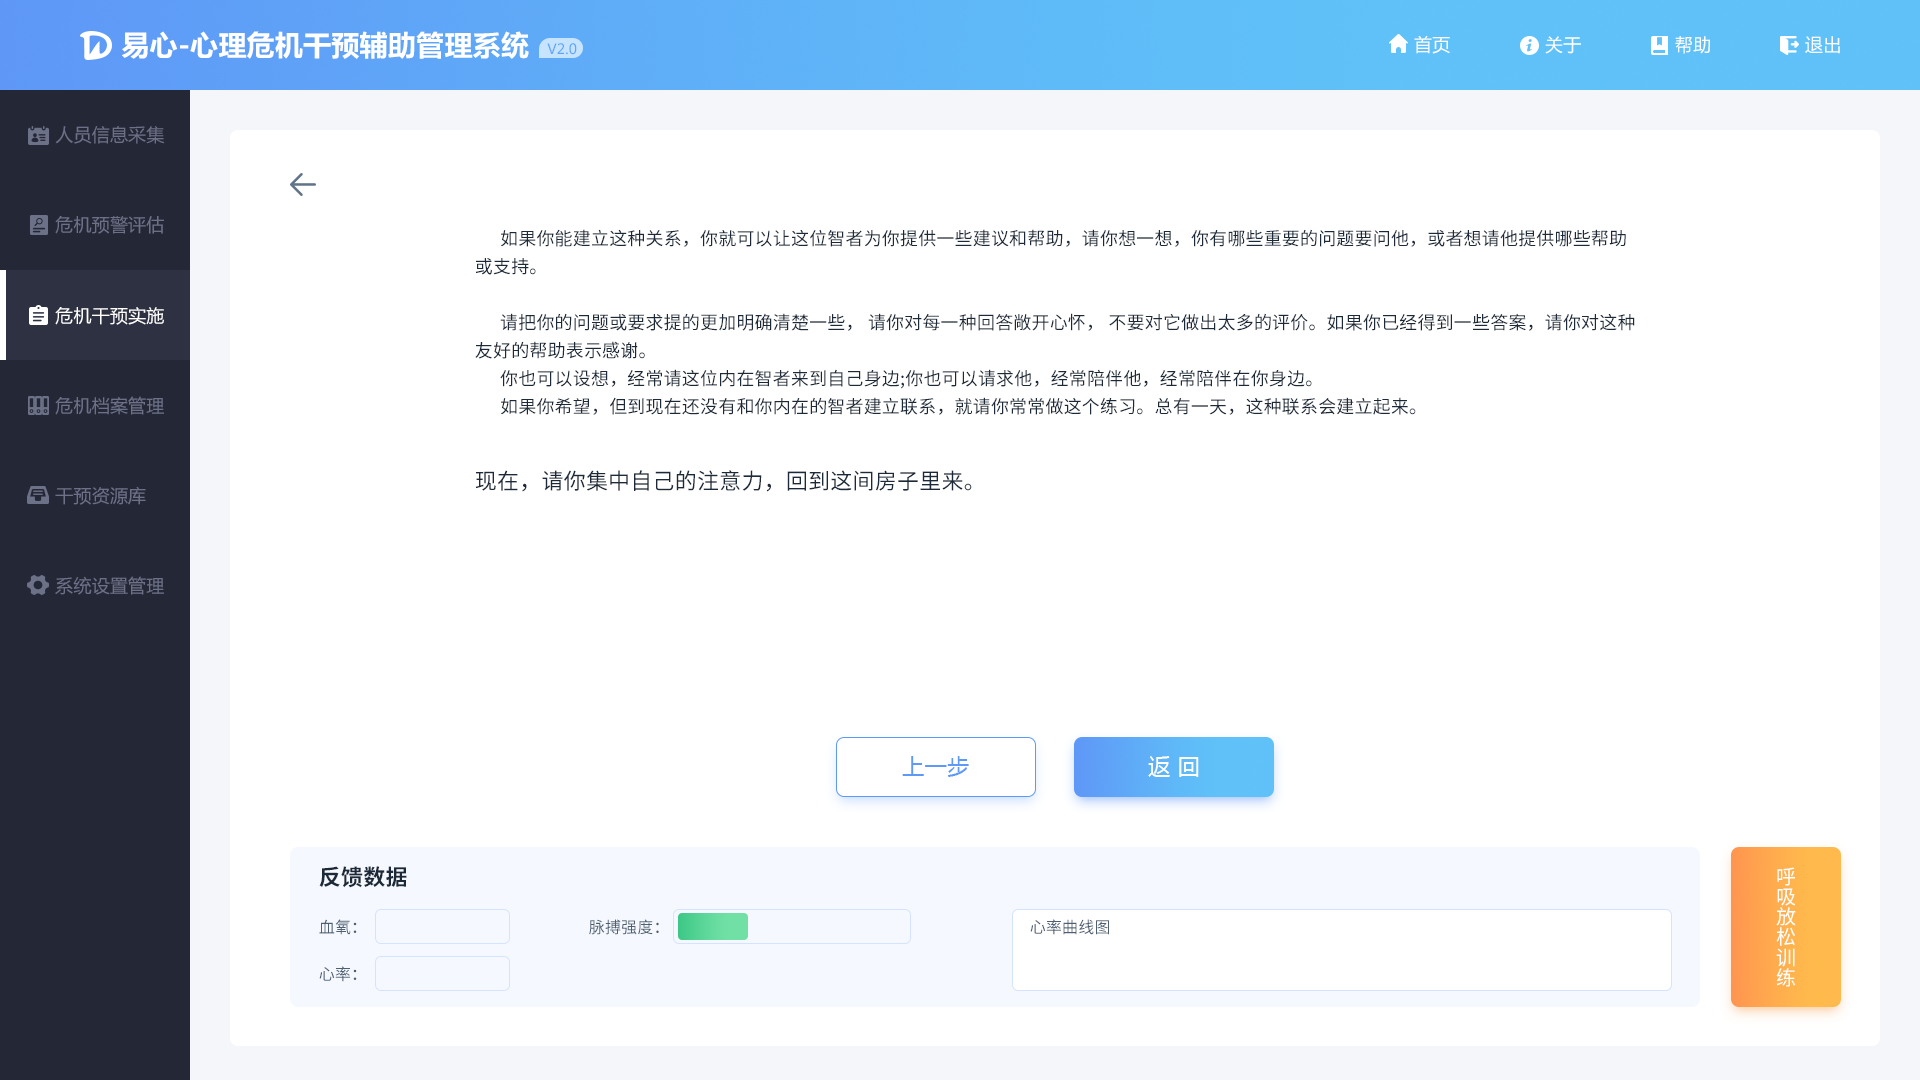 易心-心理危机干预辅助管理系统 V2.0
首页 关于 帮助 退出
人员信息采集
危机预警评估
危机干预实施
危机档案管理
干预资源库
系统设置管理
如果你能建立这种关系，你就可以让这位智者为你提供一些建议和帮助，请你想一想，你有哪些重要的问题要问他，或者想请他提供哪些帮助
或支持。
请把你的问题或要求提的更加明确清楚一些， 请你对每一种回答敞开心怀， 不要对它做出太多的评价。如果你已经得到一些答案，请你对这种
友好的帮助表示感谢。
你也可以设想，经常请这位内在智者来到自己身边;你也可以请求他，经常陪伴他，经常陪伴在你身边。
如果你希望，但到现在还没有和你内在的智者建立联系，就请你常常做这个练习。总有一天，这种联系会建立起来。
现在，请你集中自己的注意力，回到这间房子里来。
上一步
返 回
反馈数据
血氧：
脉搏强度：
心率曲线图
心率：
呼吸放松训练